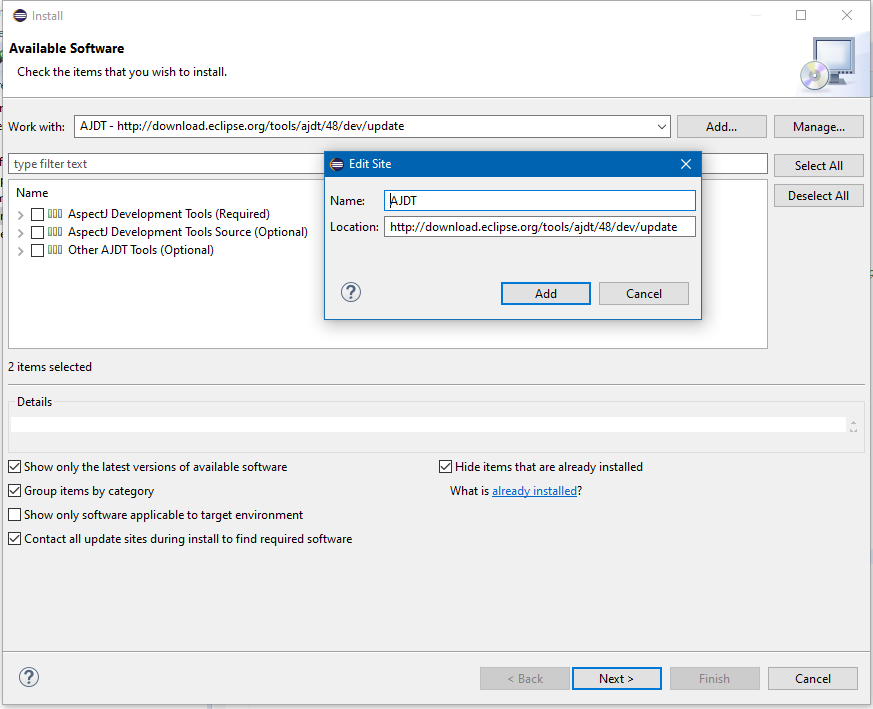 Install
Available Software
Check the items that you wish to install.
Work with: AJDT - http://download.eclipse.org/tools/ajdt/48/dev/update Add... Manage...
type filter text
Select All
Deselect All
Name
AspectJ Development Tools (Required)
AspectJ Development Tools Source (Optional)
Other AJDT Tools (Optional)
Edit Site
Name: AJDT
Location: http://download.eclipse.org/tools/ajdt/48/dev/update
? Add Cancel
2 items selected
Details
Show only the latest versions of available software
Hide items that are already installed
Group items by category
What is already installed?
Show only software applicable to target environment
Contact all update sites during install to find required software
? < Back Next > Finish Cancel